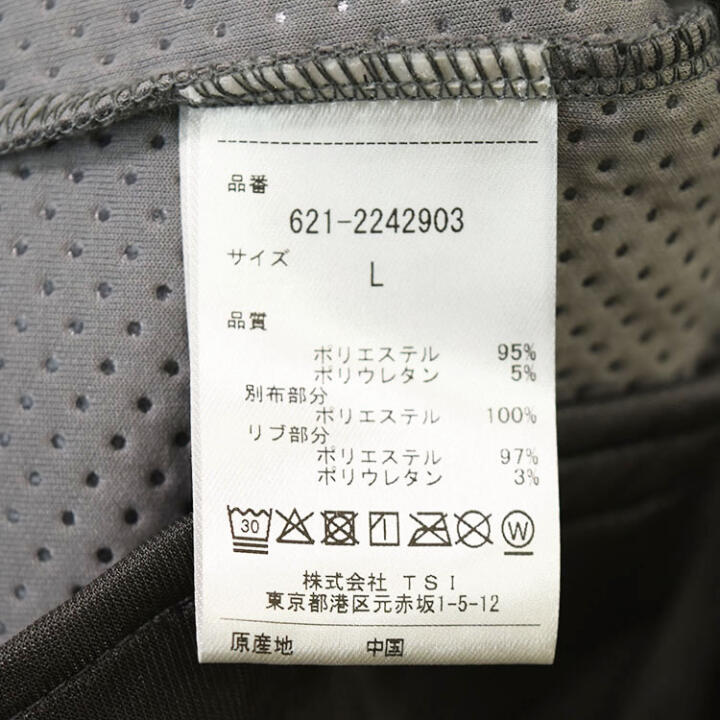 品番
621-2242903
サイズ
L
品質
ポリエステル 95%
ポリウレタン 5%
別布部分
ポリエステル 100%
リブ部分
ポリエステル 97%
ポリウレタン 3%
30 W
株式会社 TSI
東京都港区元赤坂1-5-12
原産地 中国